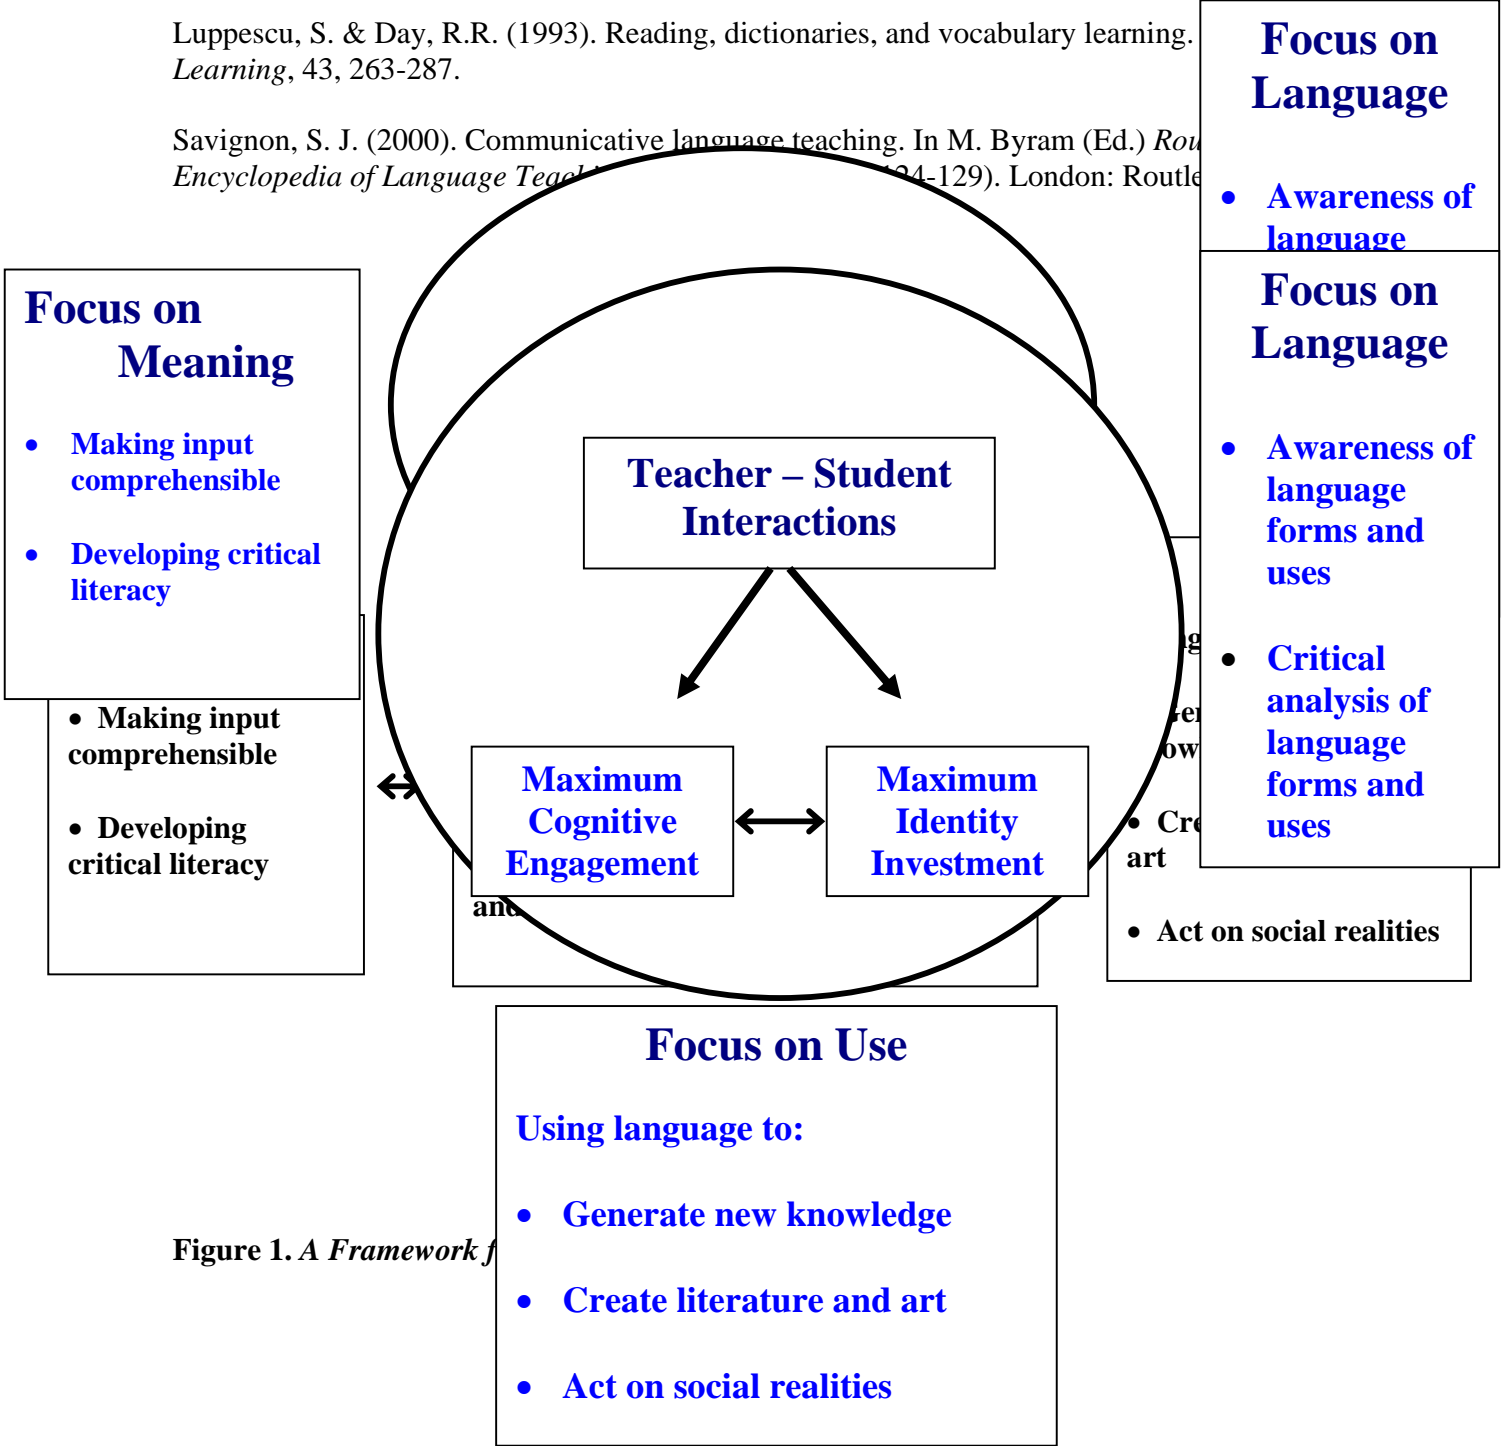 Luppescu, S. & Day, R.R. (1993). Reading, dictionaries, and vocabulary learning.
Learning, 43, 263-287.
Savignon, S. J. (2000). Communicative language teaching. In M. Byram (Ed.)
Encyclopedia of Language 124-129). London:
Focus on
Language
• Awareness of
language
Focus on
Meaning
• Making input
comprehensible
• Developing critical
literacy
Teacher – Student
Interactions
Maximum
Cognitive
Engagement
Maximum
Identity
Investment
Focus on
Language
• Awareness of
language
forms and
uses
• Critical
analysis of
language
forms and
uses
• Making input
comprehensible
• Developing
critical literacy
and
•
art
• Act on social realities
Focus on Use
Using language to:
• Generate new knowledge
• Create literature and art
• Act on social realities
Figure 1. A Framework